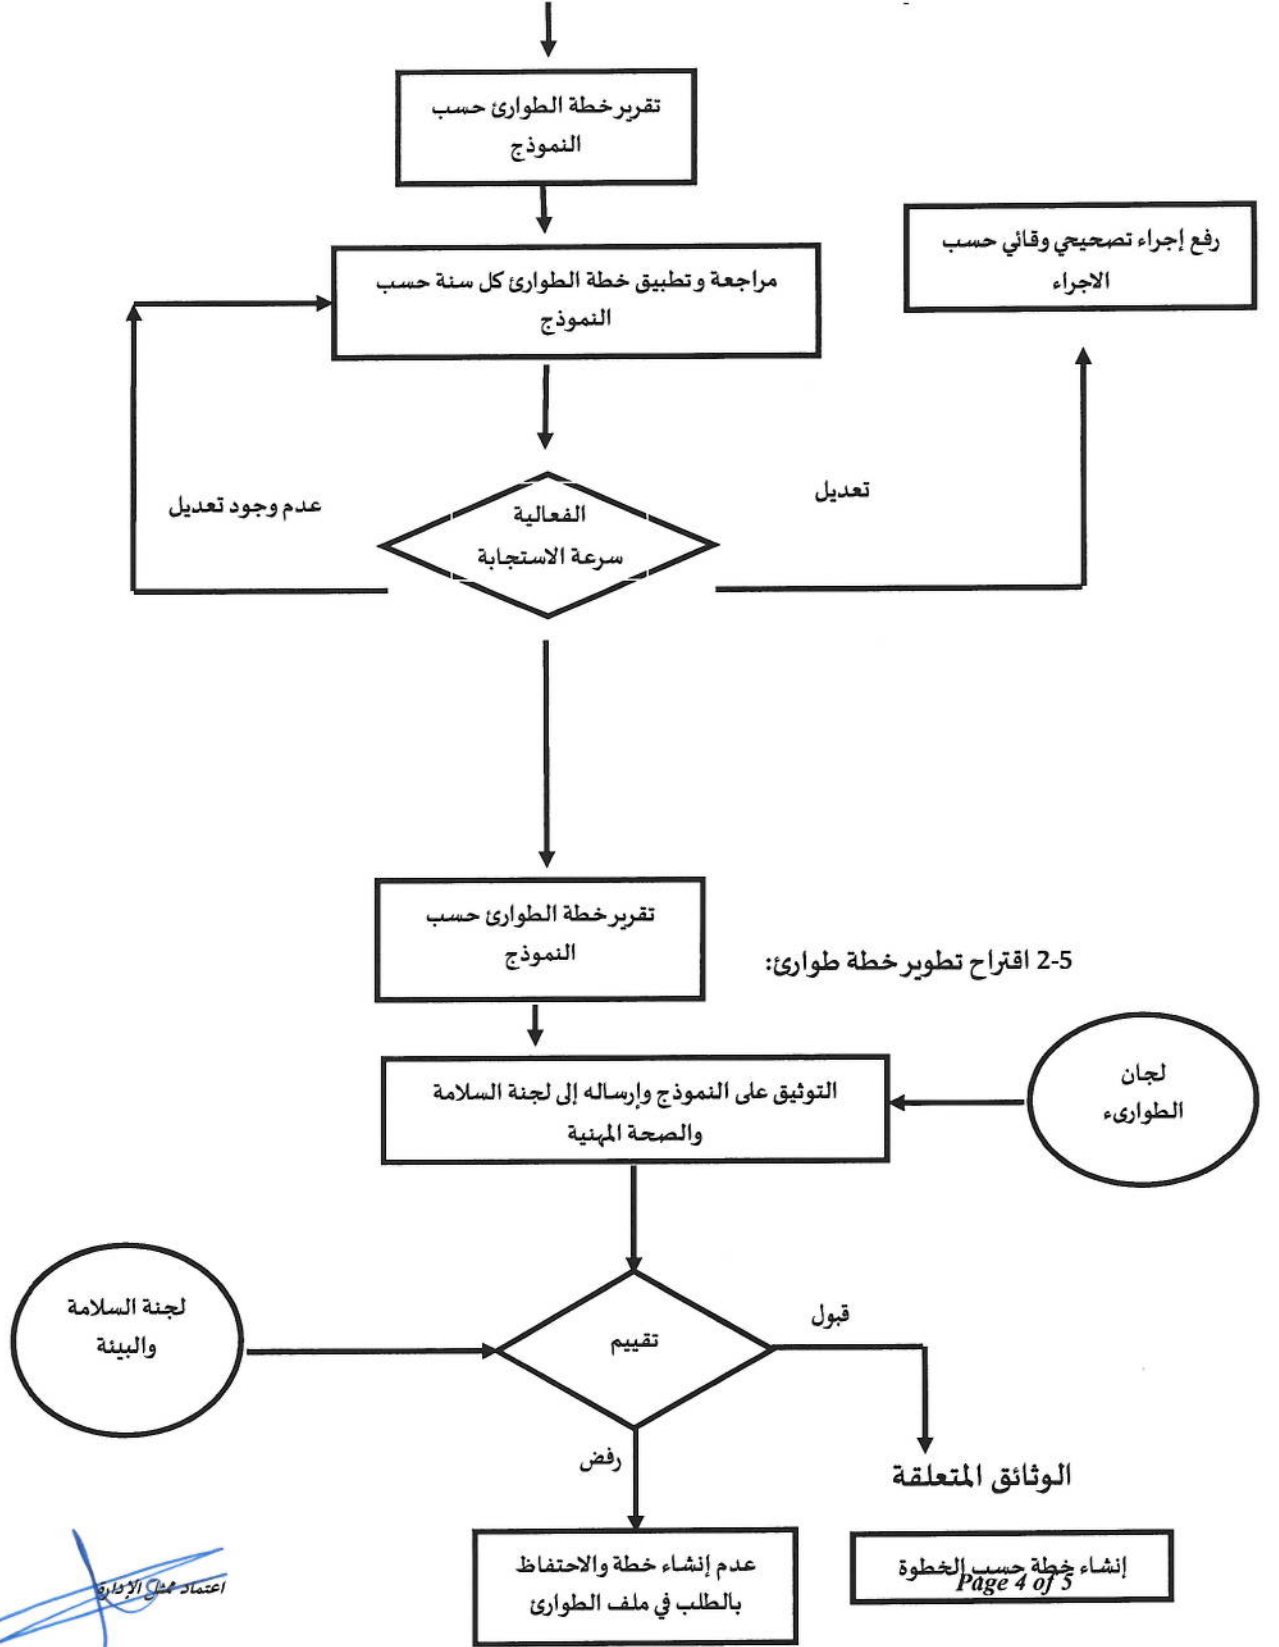 تقرير خطة الطوارئ حسب
النموذج
رفع إجراء تصحيحي وقائي حسب
الاجراء
مراجعة وتطبيق خطة الطوارئ كل سنة حسب
النموذج
تعديل
عدم وجود تعديل
الفعالية
سرعة الاستجابة
تقرير خطة الطوارئ حسب
النموذج
2-5 اقتراح تطوير خطة طوارئ:
لجان
الطوارىء
التوثيق على النموذج وإرساله إلى لجنة السلامة
والصحة المهنية
لجنة السلامة
والبيئة
قبول
تقييم
رفض
الوثائق المتعلقة
إنشاء خطة حسب الخطوة
Page 4 of 5
عدم إنشاء خطة والاحتفاظ
بالطلب في ملف الطوارئ
اعتماد ممثل الإدارة